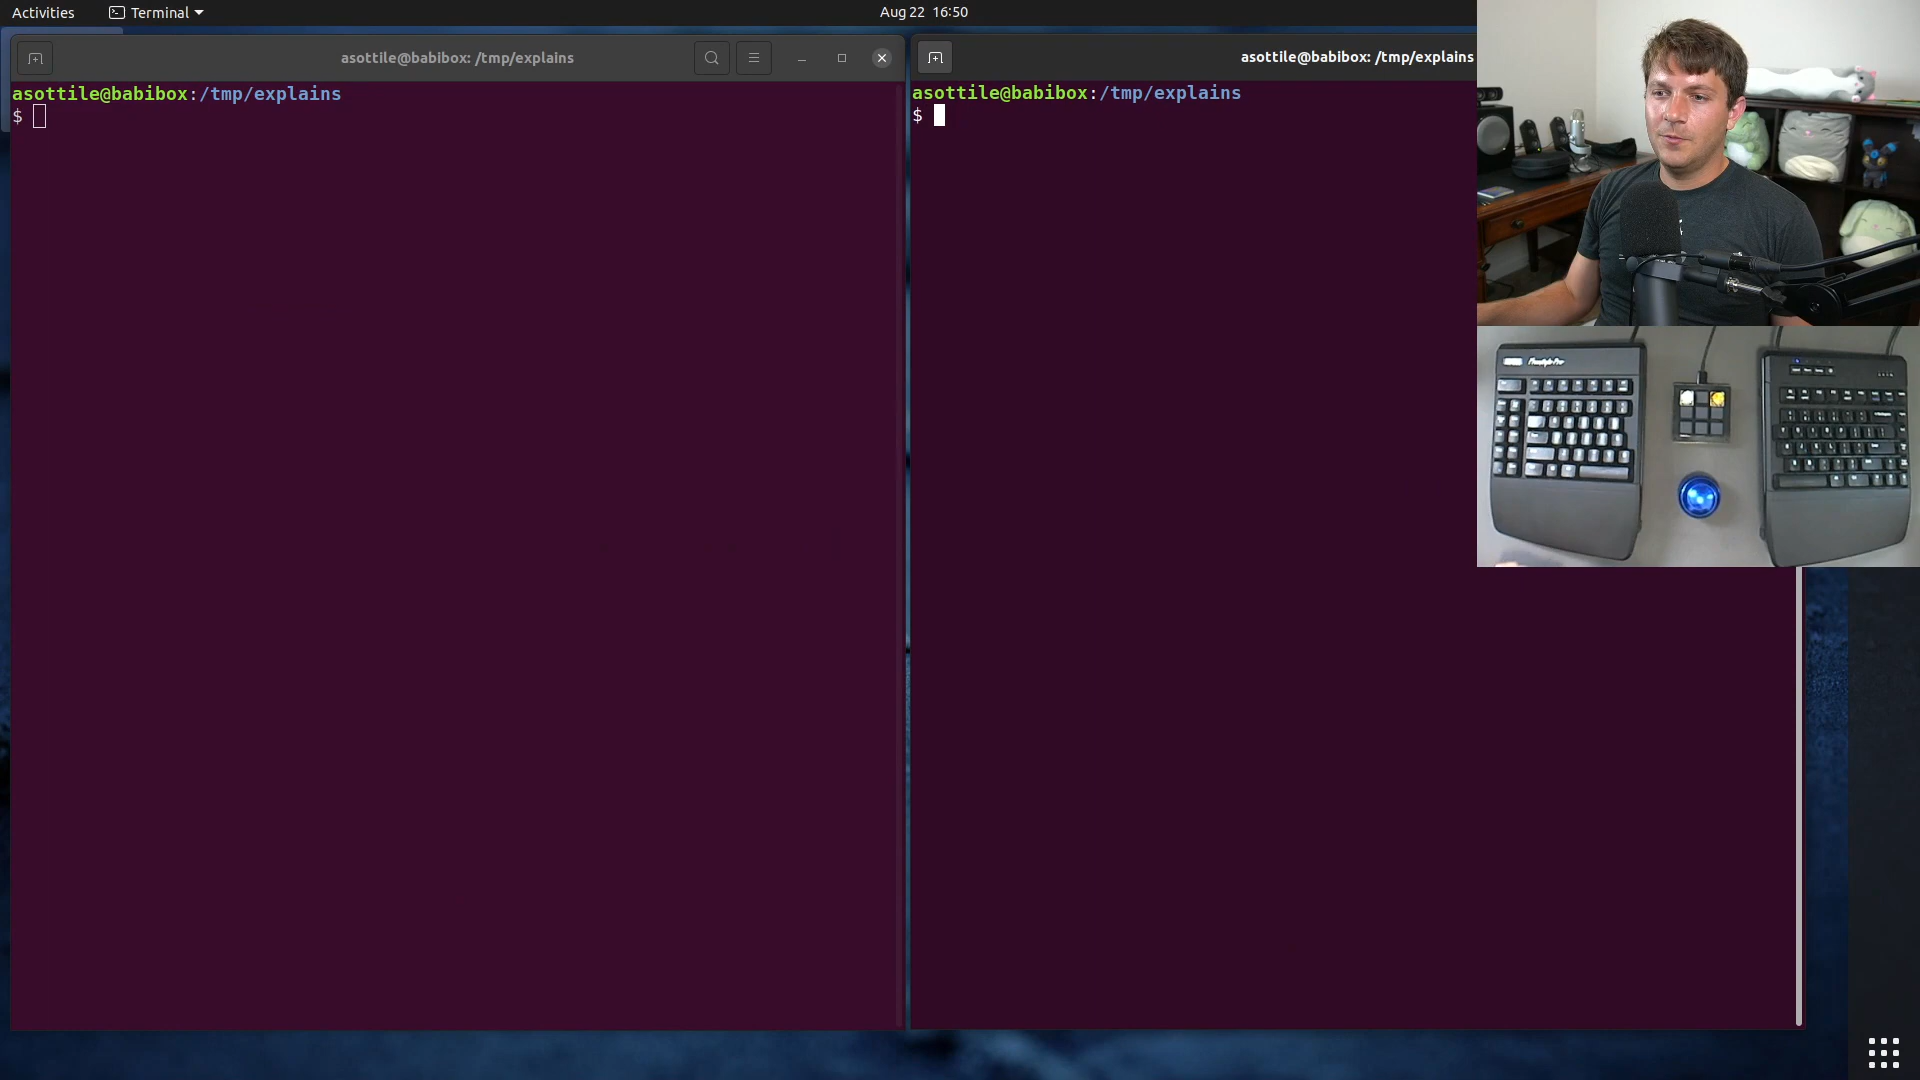 Activities
Terminal
Aug 22 16:50
asottile@babibox: /tmp/explains
asottile@babibox:/tmp/explains
$
asottile@babibox: /tmp/explains
asottile@babibox:/tmp/explains
$